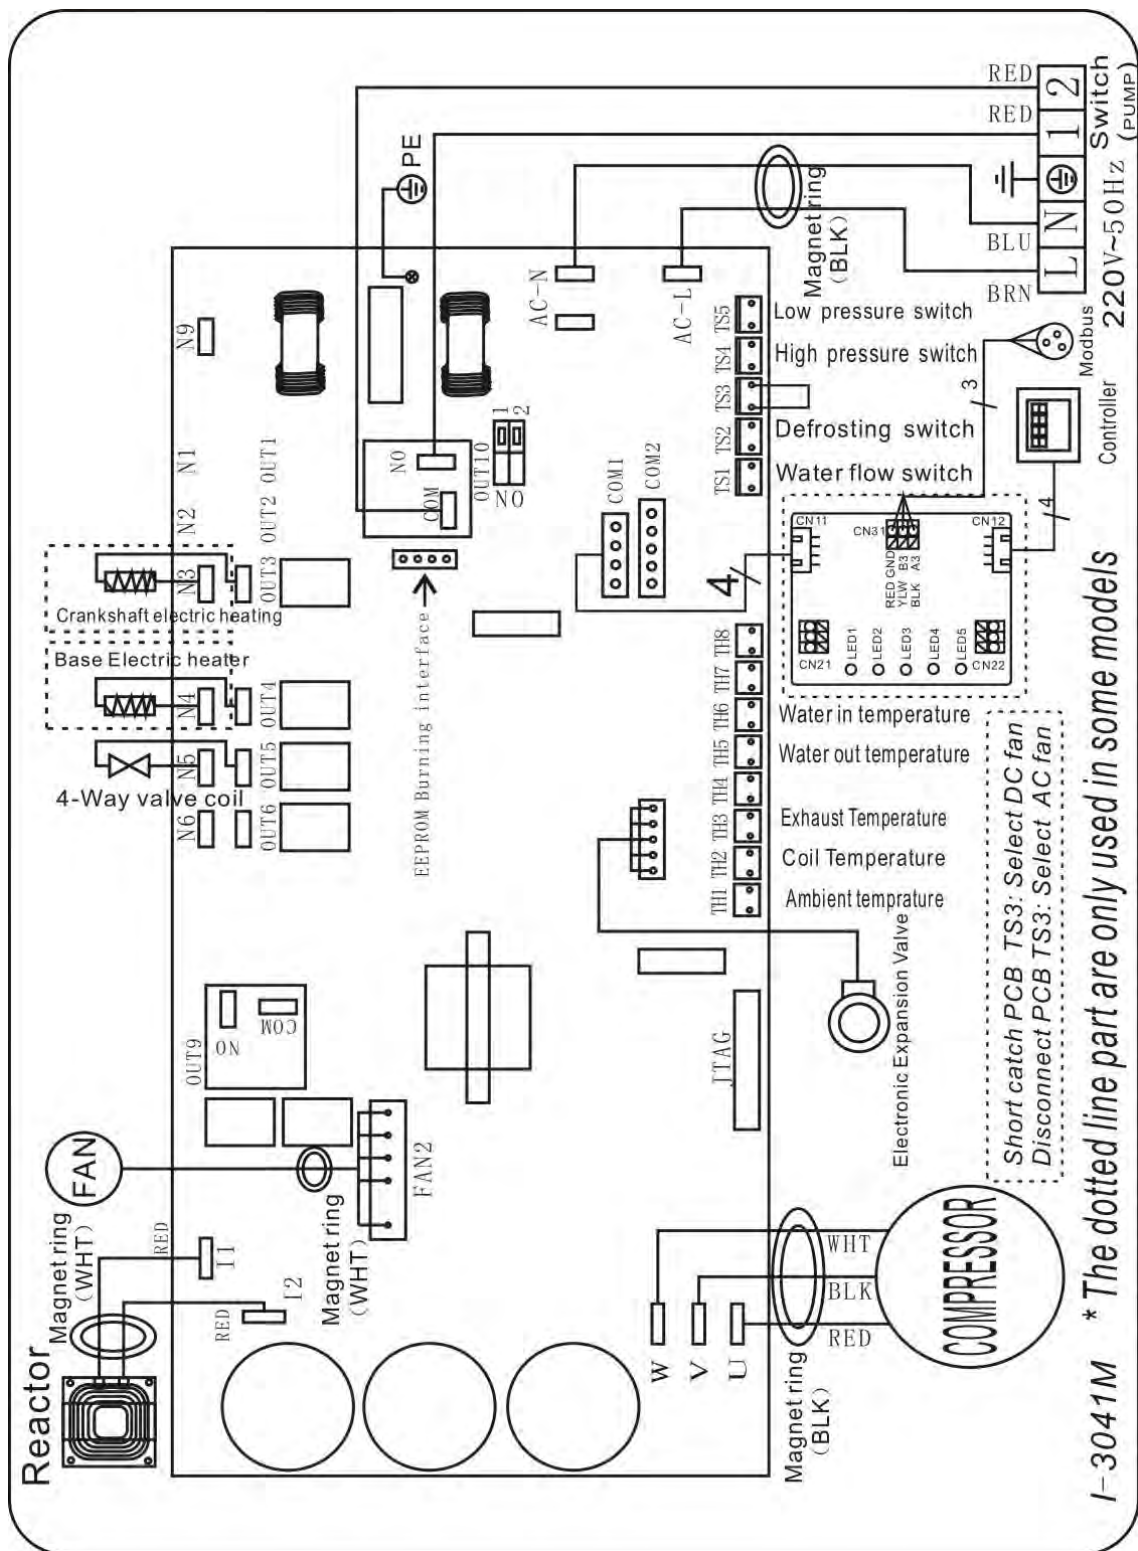 RED
RED
BLU
BRN
L N 1 2
Switch
(PUMP)
220V~50Hz
PE
Magnet ring
(BLK)
N9
N1
N2
N3
N4
N5
N6
OUT1
OUT2
OUT3
OUT4
OUT5
OUT6
Crankshaft electric heating
Base Electric heater
4-Way valve coil
NO
COM
OUT10
1
2
ON
EEPROM Burning interface
AC-N
AC-L
TS5
TS4
TS3
TS2
TS1
Low pressure switch
High pressure switch
Defrosting switch
Water flow switch
COM1
COM2
4
3
4
Modbus
Controller
CN11
CN12
CN31
RED GND
YLW B3
BLK A3
CN21
CN22
LED1
LED2
LED3
LED4
LED5
TH8
TH7
TH6
TH5
TH4
TH3
TH2
TH1
Water in temperature
Water out temperature
Exhaust Temperature
Coil Temperature
Ambient temprature
Electronic Expansion Valve
JTAG
OUT9
NO
COM
FAN
FAN2
Magnet ring
(WHT)
Reactor
Magnet ring
(WHT)
RED
I1
RED
I2
W
V
U
WHT
BLK
RED
Magnet ring
(BLK)
COMPRESSOR
Short catch PCB TS3: Select DC fan
Disconnect PCB TS3: Select AC fan
I-3041M * The dotted line part are only used in some models